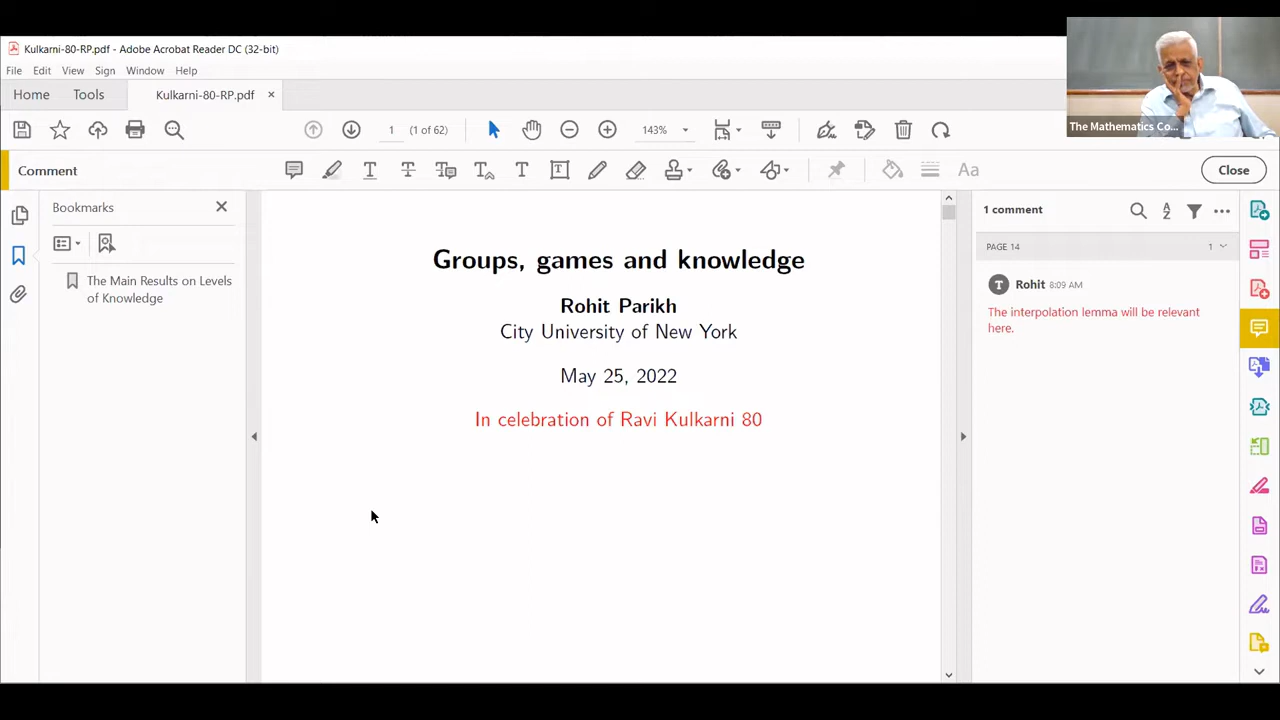 Kulkarni-80-RP.pdf - Adobe Acrobat Reader DC (32-bit)
File Edit View Sign Window Help
Home Tools Kulkarni-80-RP.pdf ×
The Mathematics Co...
1 (1 of 62) 143%
Comment
T T T T T Aa
Close
Bookmarks
1 comment
A
Z
PAGE 14 1
The Main Results on Levels
of Knowledge
Groups, games and knowledge
Rohit Parikh
City University of New York
May 25, 2022
In celebration of Ravi Kulkarni 80
T Rohit 8:09 AM
The interpolation lemma will be relevant
here.